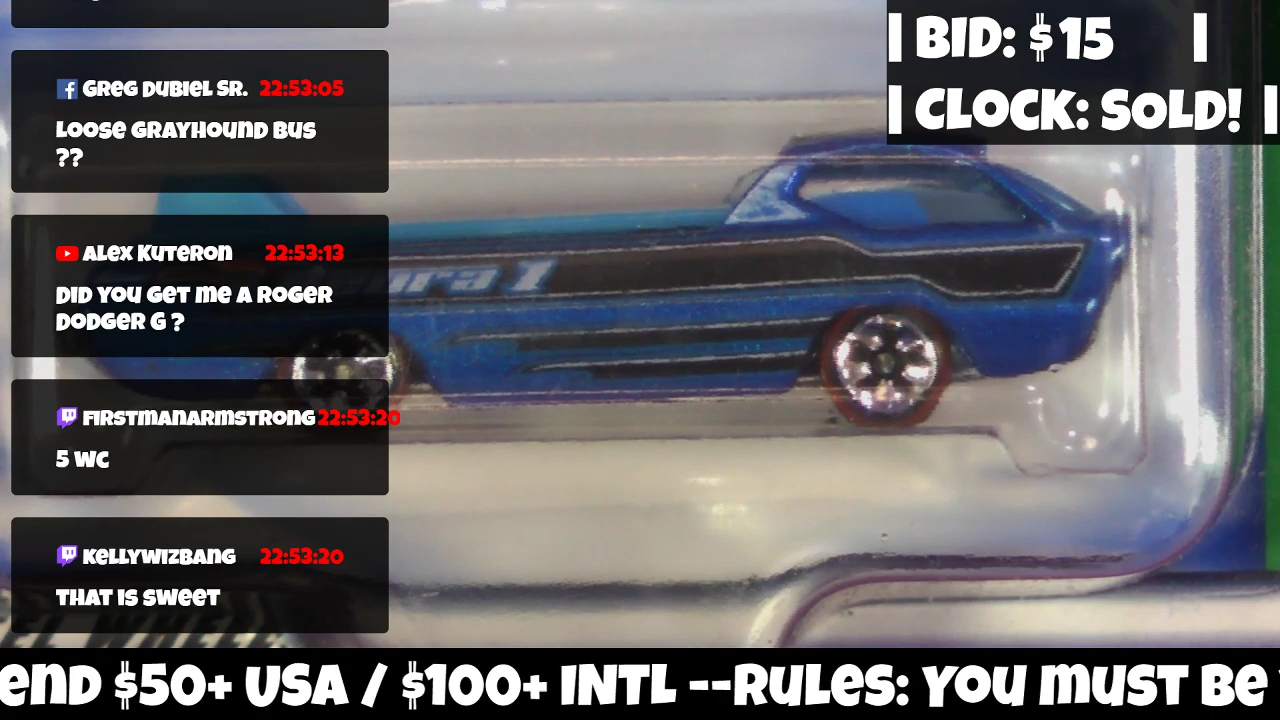 | BID: $15 |
| CLOCK: SOLD! |
Greg Dubiel Sr. 22:53:05
Loose Grayhound Bus
??
Alex Kuteron 22:53:13
Did you get me a Roger
Dodger G ?
firstmanarmstrong 22:53:20
5 wc
kellywizbang 22:53:20
That is sweet
end $50+ USA / $100+ INTL --Rules: You must be